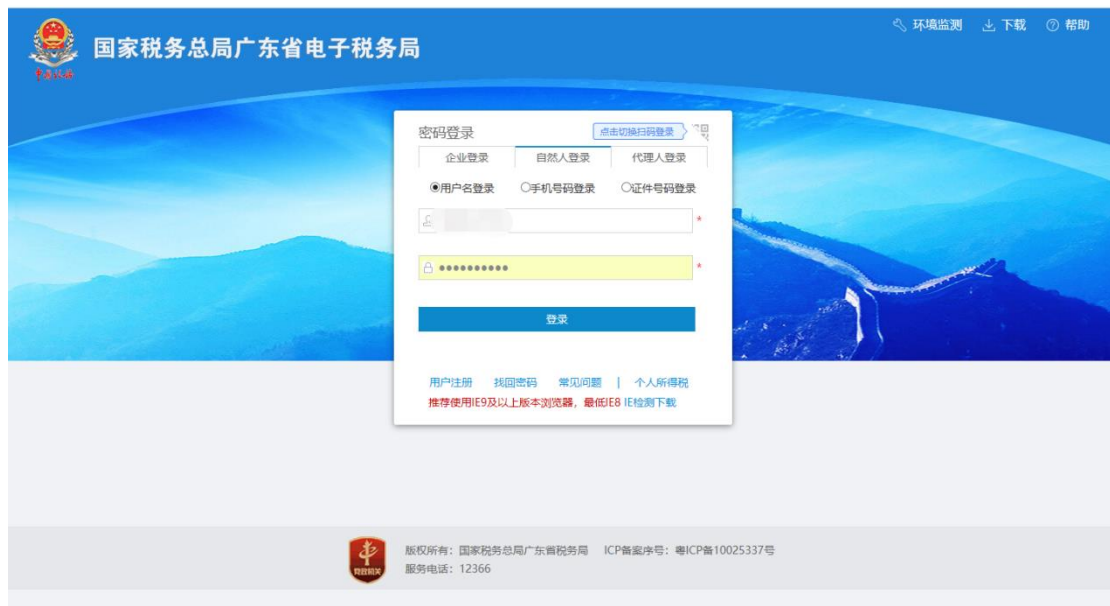 环境监测 下载 帮助
国家税务总局广东省电子税务局
中国税务
密码登录 点击切换扫码登录
企业登录 自然人登录 代理人登录
用户名登录 手机号码登录 证件号码登录
*
*
登录
用户注册 找回密码 常见问题 | 个人所得税
推荐使用IE9及以上版本浏览器，最低IE8 IE检测下载
党政机关
版权所有：国家税务总局广东省税务局 ICP备案序号：粤ICP备10025337号
服务电话：12366